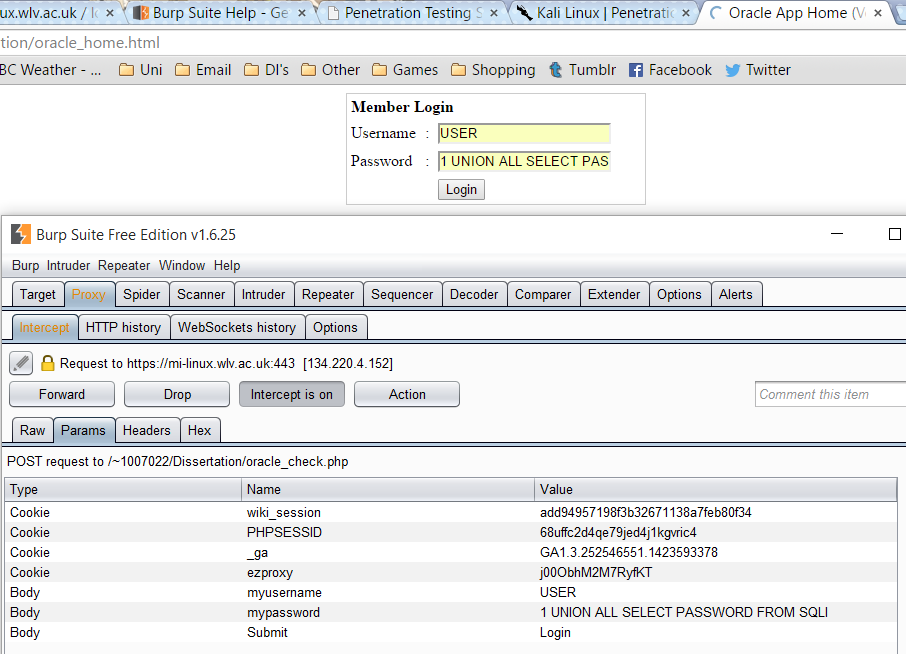 ux.wlv.ac.uk / lo × Burp Suite Help - Ge × Penetration Testing S × Kali Linux | Penetratio × Oracle App Home (V ×
tion/oracle_home.html
BC Weather - ... Uni Email DI's Other Games Shopping Tumblr Facebook Twitter
Member Login
Username : USER
Password : 1 UNION ALL SELECT PAS
Login
Burp Suite Free Edition v1.6.25
Burp Intruder Repeater Window Help
Target Proxy Spider Scanner Intruder Repeater Sequencer Decoder Comparer Extender Options Alerts
Intercept HTTP history WebSockets history Options
Request to https://mi-linux.wlv.ac.uk:443 [134.220.4.152]
Forward Drop Intercept is on Action Comment this item
Raw Params Headers Hex
POST request to /~1007022/Dissertation/oracle_check.php
Type Name Value
Cookie wiki_session add94957198f3b32671138a7feb80f34
Cookie PHPSESSID 68uffc2d4qe79jed4j1kgvric4
Cookie _ga GA1.3.252546551.1423593378
Cookie ezproxy j00ObhM2M7RyfKT
Body myusername USER
Body mypassword 1 UNION ALL SELECT PASSWORD FROM SQLI
Body Submit Login